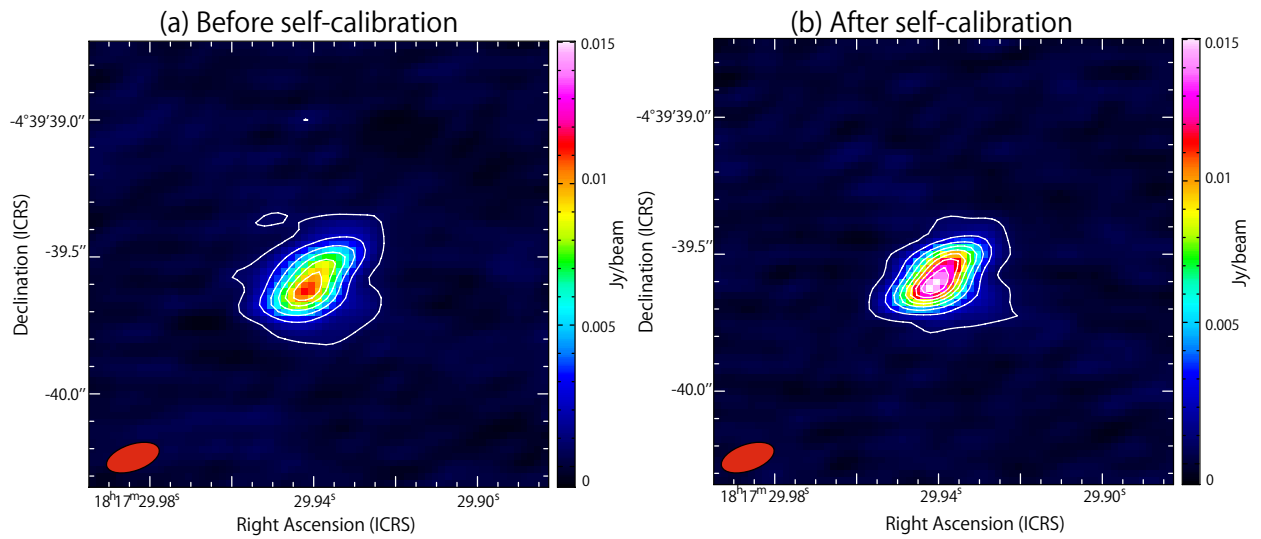 (a) Before self-calibration
0.015
-4°39′39.0″
0.01
-39.5″
Jy/beam
Declination (ICRS)
0.005
-40.0″
0
18ʰ17ᵐ29.98ˢ
29.94ˢ
29.90ˢ
Right Ascension (ICRS)
(b) After self-calibration
0.015
-4°39′39.0″
0.01
-39.5″
Jy/beam
Declination (ICRS)
0.005
-40.0″
0
18ʰ17ᵐ29.98ˢ
29.94ˢ
29.90ˢ
Right Ascension (ICRS)